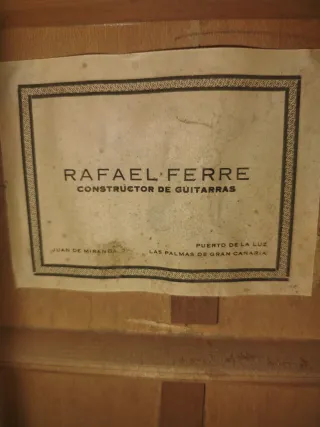 RAFAEL FERRE
CONSTRUCTOR DE GUITARRAS
PUERTO DE LA LUZ
JUAN DE MIRANDA
LAS PALMAS DE GRAN CANARIA